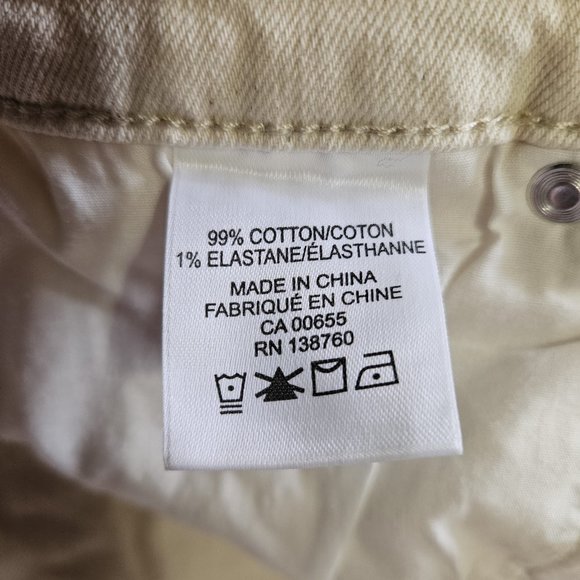 99% COTTON/COTON
1% ELASTANE/ÉLASTHANNE
MADE IN CHINA
FABRIQUÉ EN CHINE
CA 00655
RN 138760